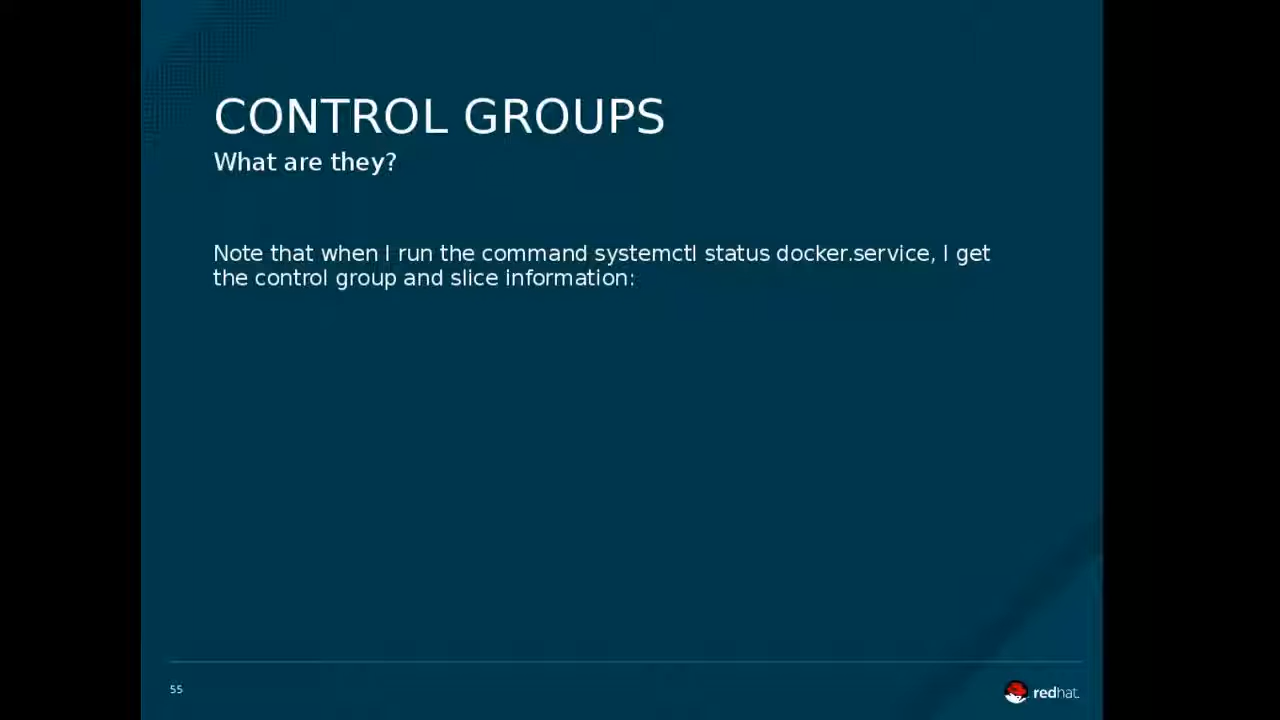 CONTROL GROUPS
What are they?
Note that when I run the command systemctl status docker.service, I get
the control group and slice information:
55
redhat.